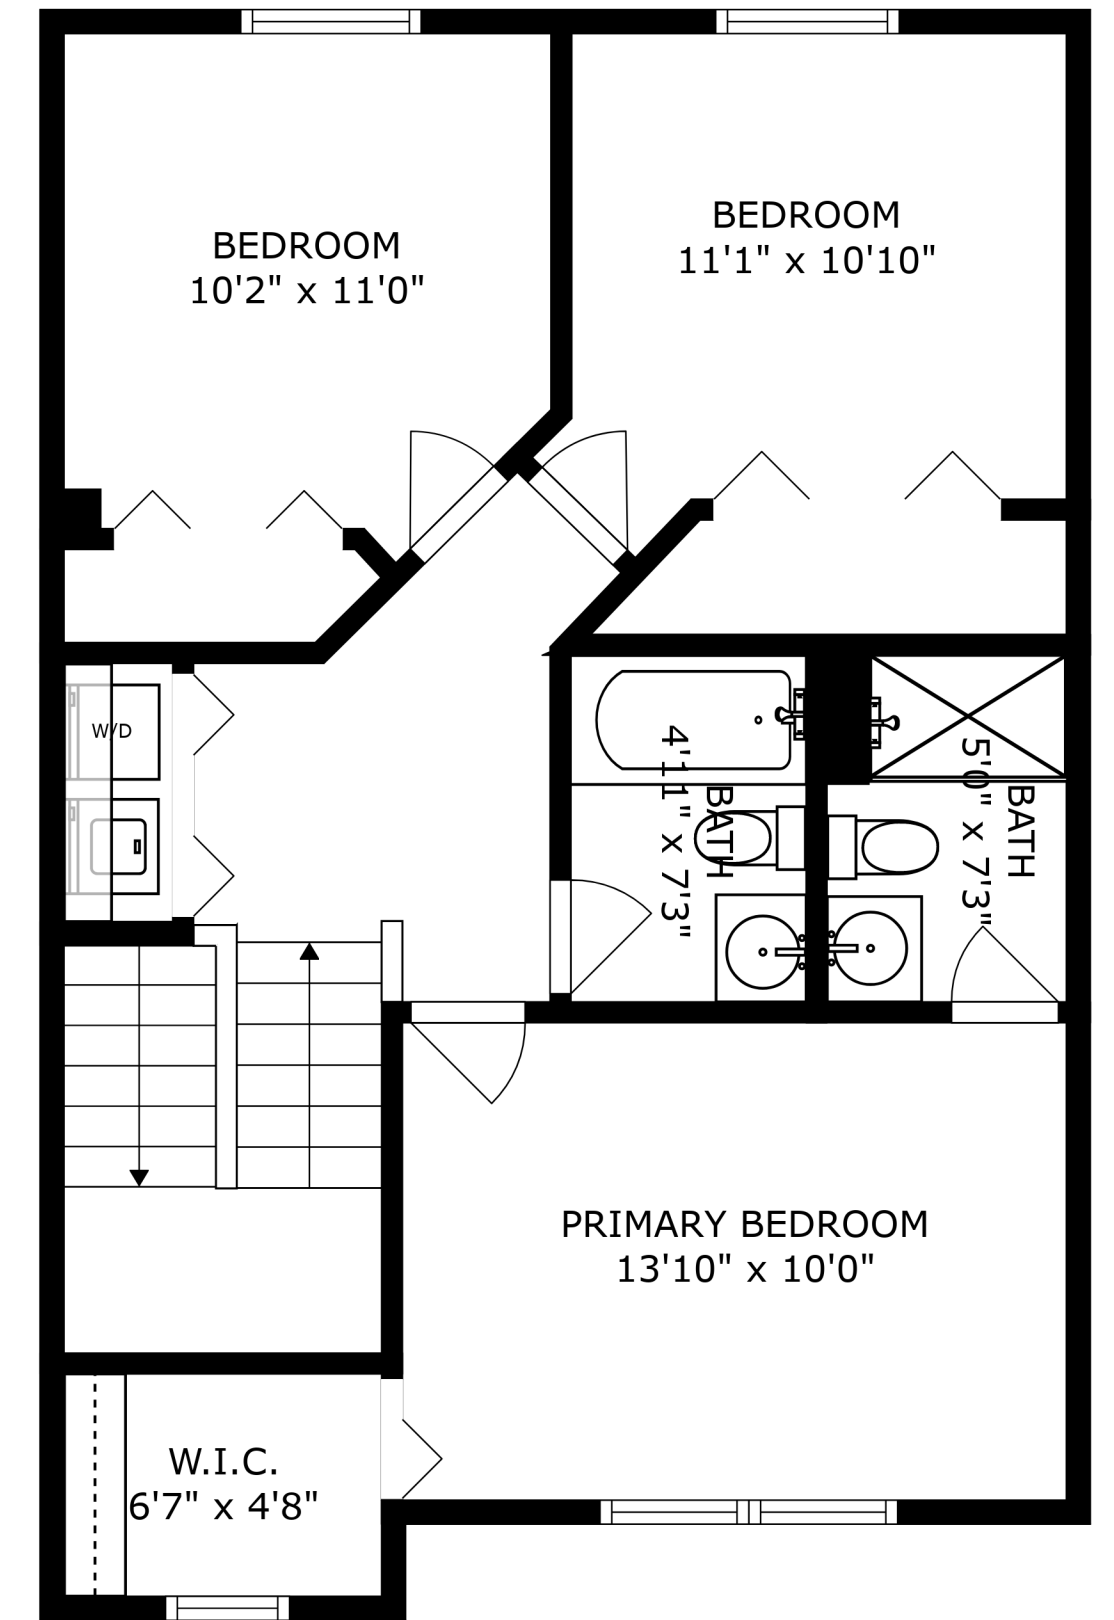 BEDROOM
10'2" x 11'0"
BEDROOM
11'1" x 10'10"
W/D
BATH
4'11" x 7'3"
BATH
5'0" x 7'3"
PRIMARY BEDROOM
13'10" x 10'0"
W.I.C.
6'7" x 4'8"